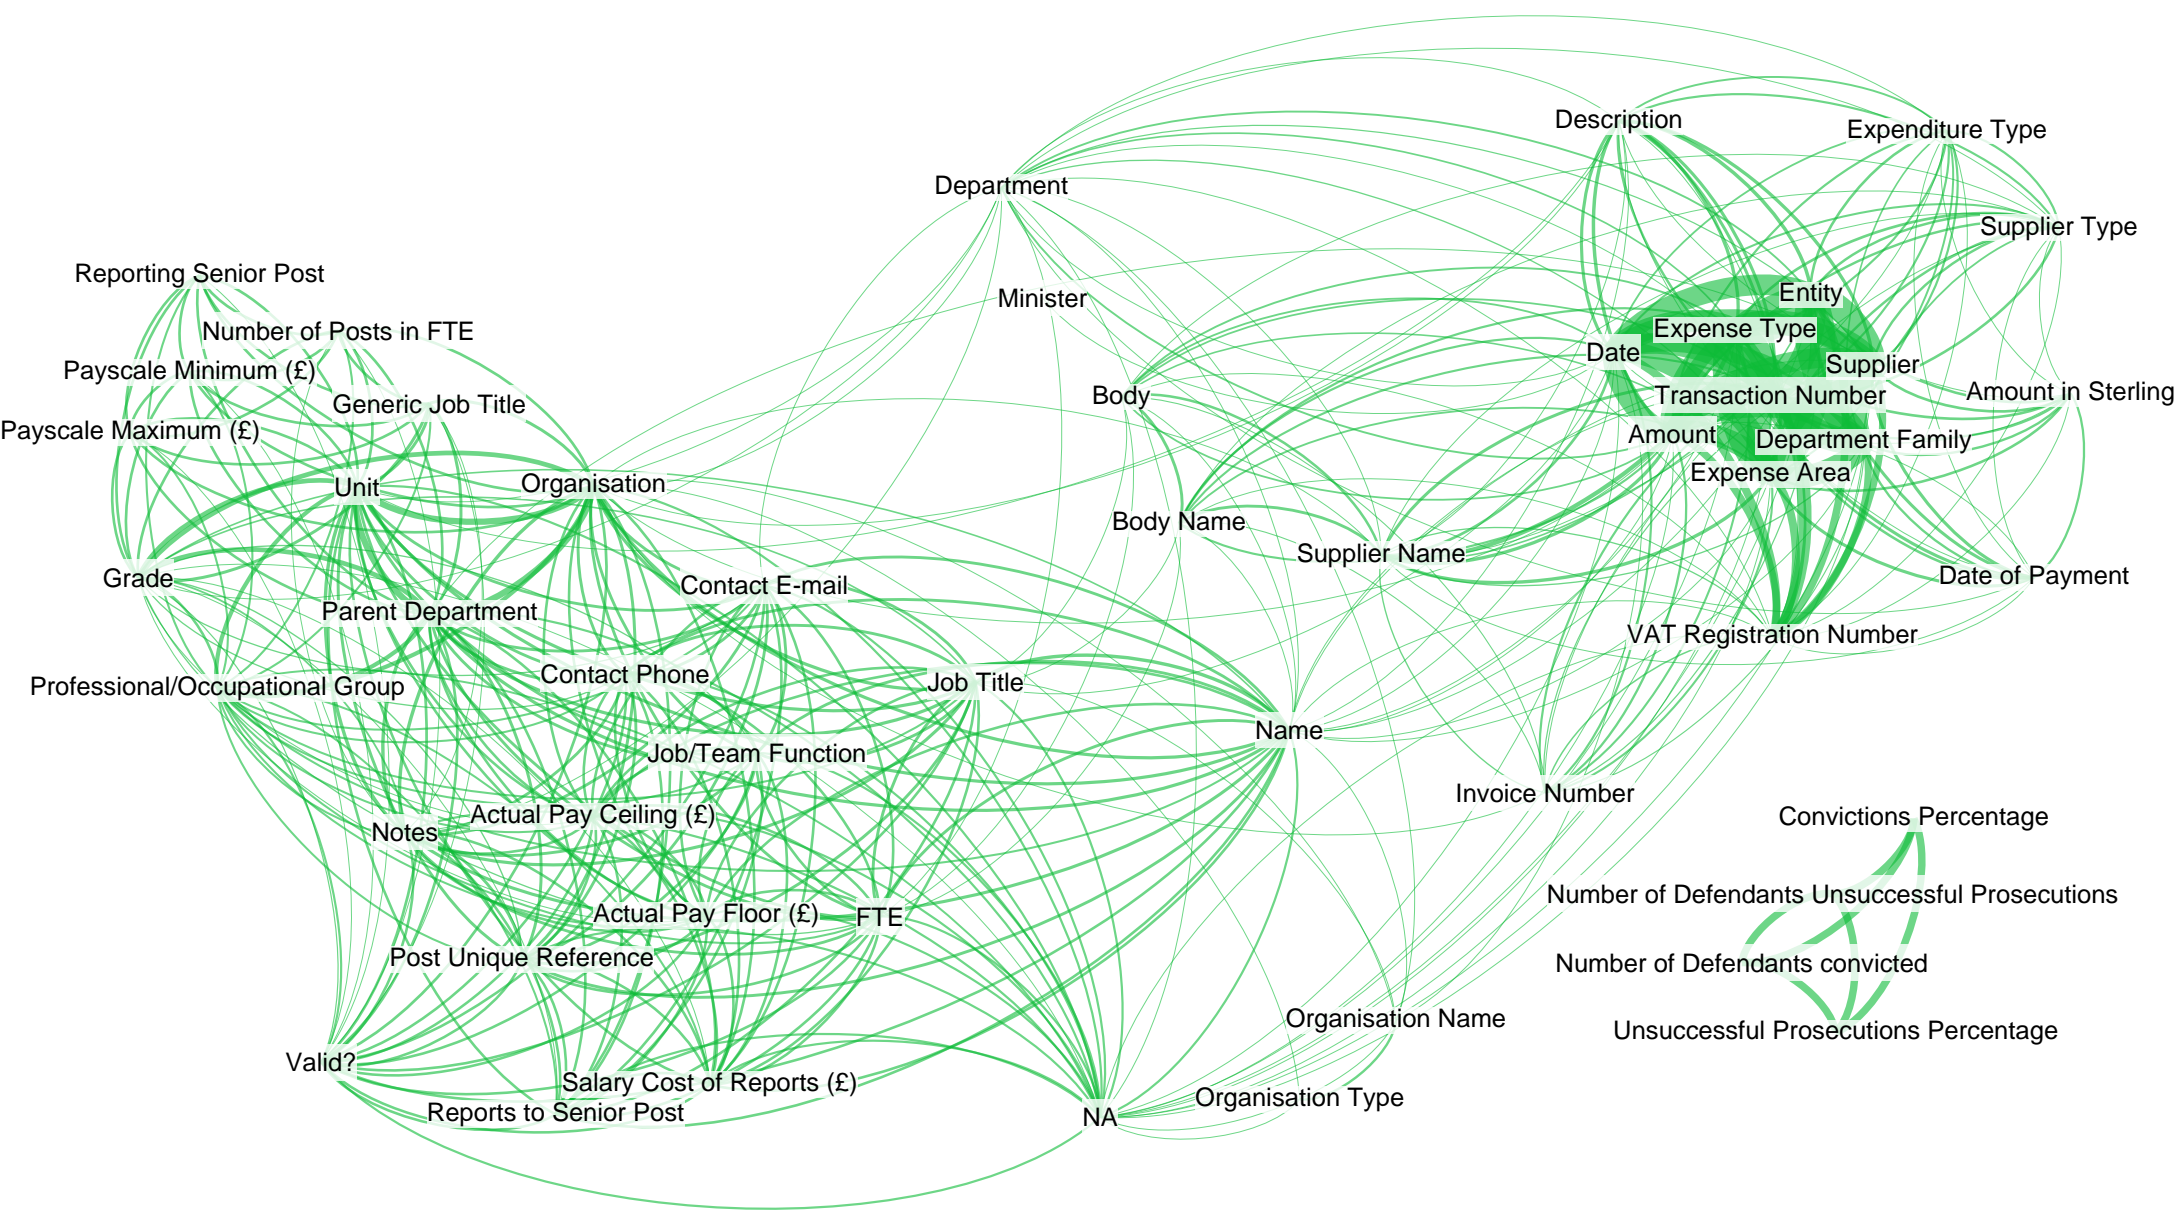 Description
Expenditure Type
Department
Supplier Type
Reporting Senior Post
Minister
Entity
Number of Posts in FTE
Expense Type
Date
Payscale Minimum (£)
Supplier
Body
Transaction Number
Amount in Sterling
Generic Job Title
Payscale Maximum (£)
Amount
Department Family
Expense Area
Unit
Organisation
Body Name
Supplier Name
Grade
Contact E-mail
Date of Payment
Parent Department
VAT Registration Number
Contact Phone
Job Title
Professional/Occupational Group
Name
Job/Team Function
Invoice Number
Actual Pay Ceiling (£)
Convictions Percentage
Notes
Number of Defendants Unsuccessful Prosecutions
Actual Pay Floor (£)
FTE
Post Unique Reference
Number of Defendants convicted
Organisation Name
Unsuccessful Prosecutions Percentage
Valid?
Salary Cost of Reports (£)
Organisation Type
Reports to Senior Post
NA